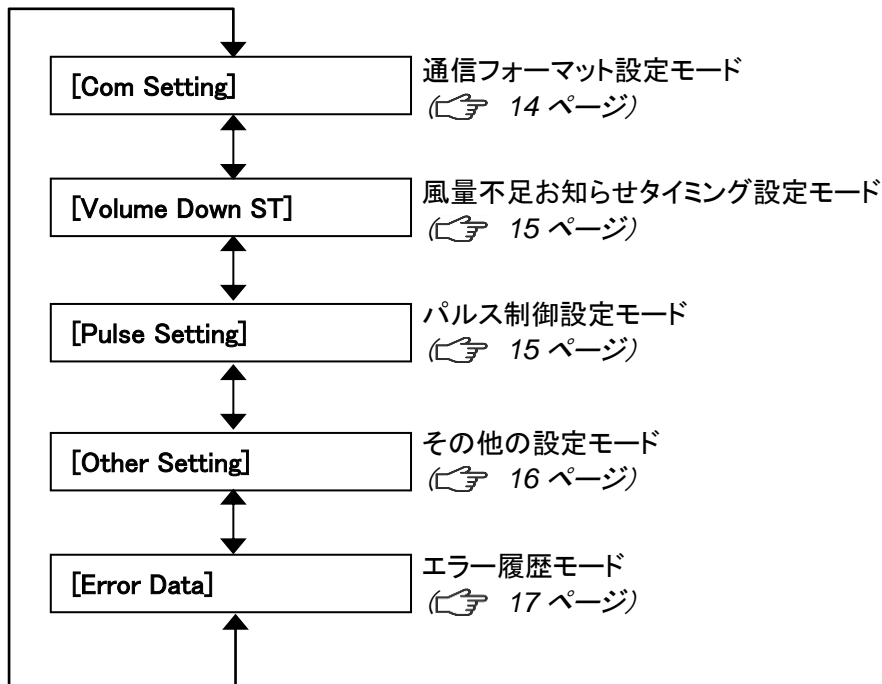 [Com Setting]
通信フォーマット設定モード
(☞ 14 ページ)
[Volume Down ST]
風量不足お知らせタイミング設定モード
(☞ 15 ページ)
[Pulse Setting]
パルス制御設定モード
(☞ 15 ページ)
[Other Setting]
その他の設定モード
(☞ 16 ページ)
[Error Data]
エラー履歴モード
(☞ 17 ページ)